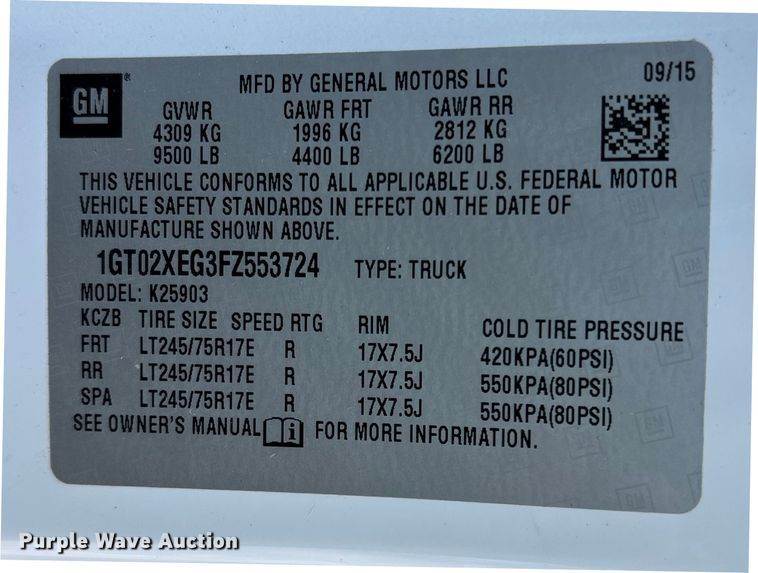 GM
MFD BY GENERAL MOTORS LLC 09/15
GVWR GAWR FRT GAWR RR
4309 KG 1996 KG 2812 KG
9500 LB 4400 LB 6200 LB
THIS VEHICLE CONFORMS TO ALL APPLICABLE U.S. FEDERAL MOTOR
VEHICLE SAFETY STANDARDS IN EFFECT ON THE DATE OF
MANUFACTURE SHOWN ABOVE.
1GT02XEG3FZ553724 TYPE: TRUCK
MODEL: K25903
KCZB TIRE SIZE SPEED RTG RIM COLD TIRE PRESSURE
FRT LT245/75R17E R 17X7.5J 420KPA(60PSI)
RR LT245/75R17E R 17X7.5J 550KPA(80PSI)
SPA LT245/75R17E R 17X7.5J 550KPA(80PSI)
SEE OWNER'S MANUAL i FOR MORE INFORMATION.
Purple Wave Auction